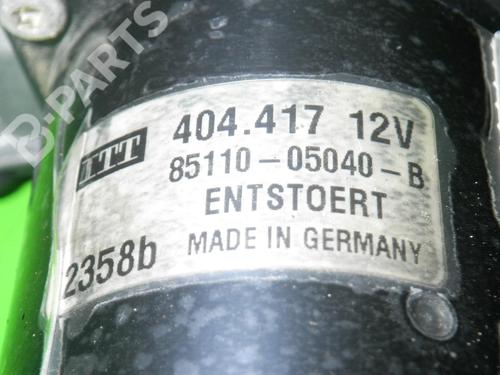 B-PARTS
ITT 404.417 12V
85110-05040-B
ENTSTOERT
2358b MADE IN GERMANY